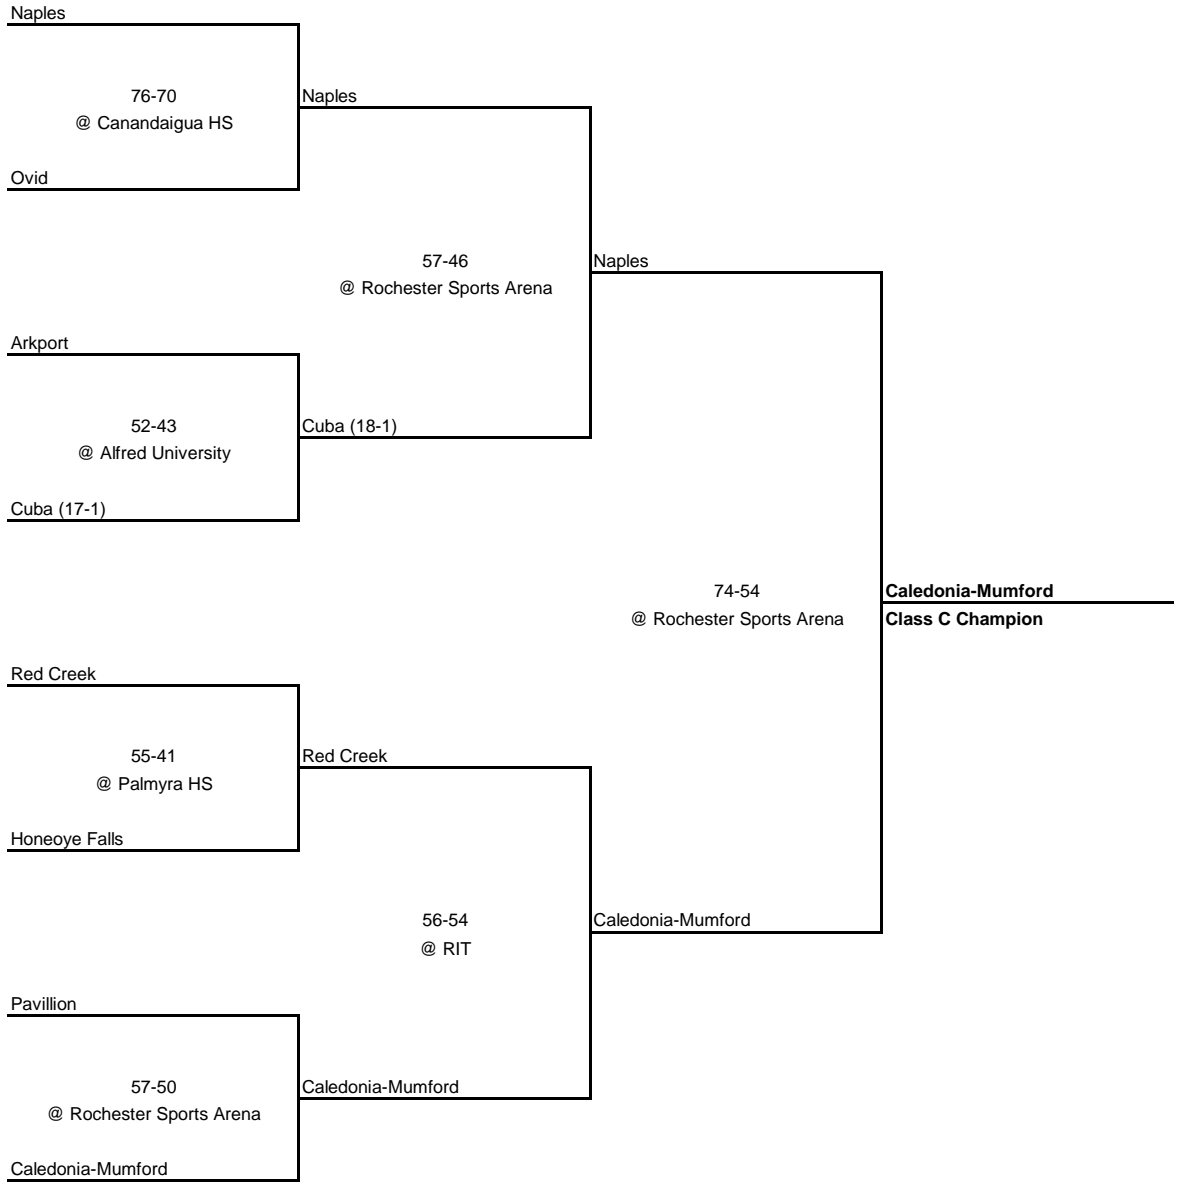 Naples
76-70
@ Canandaigua HS
Naples
Ovid
57-46
@ Rochester Sports Arena
Naples
Arkport
52-43
@ Alfred University
Cuba (18-1)
Cuba (17-1)
74-54
@ Rochester Sports Arena
Caledonia-Mumford
Class C Champion
Red Creek
55-41
@ Palmyra HS
Red Creek
Honeoye Falls
56-54
@ RIT
Caledonia-Mumford
Pavillion
57-50
@ Rochester Sports Arena
Caledonia-Mumford
Caledonia-Mumford